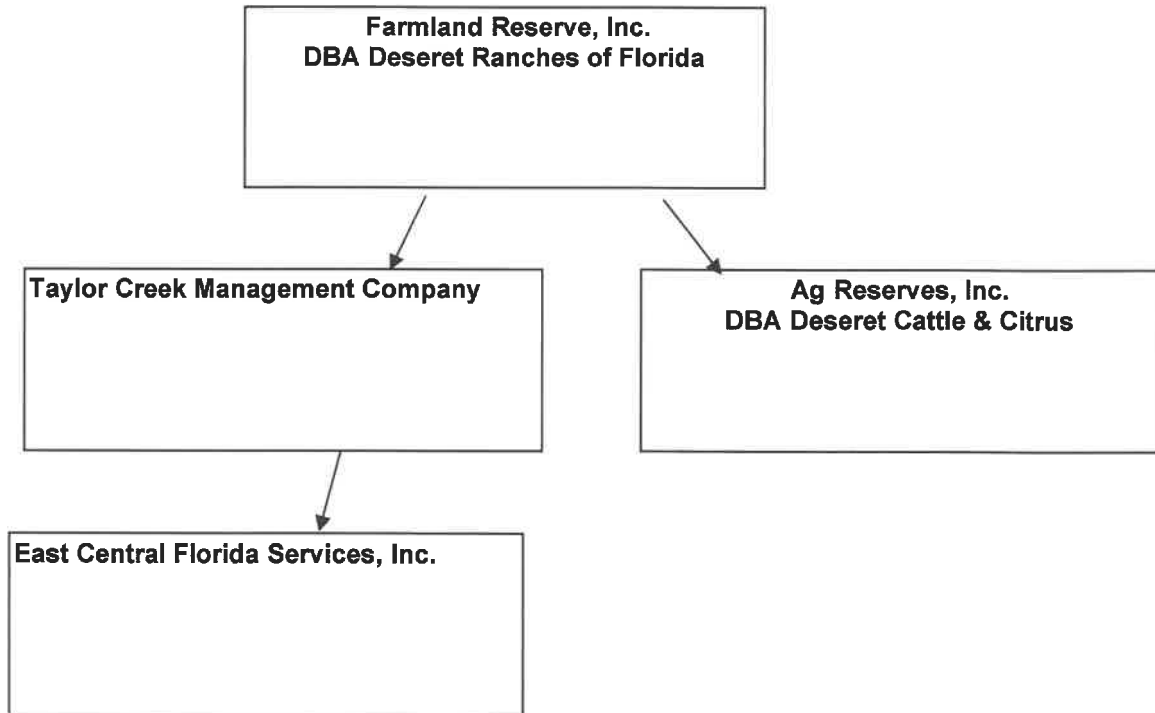 Farmland Reserve, Inc.
DBA Deseret Ranches of Florida
Taylor Creek Management Company
Ag Reserves, Inc.
DBA Deseret Cattle & Citrus
East Central Florida Services, Inc.